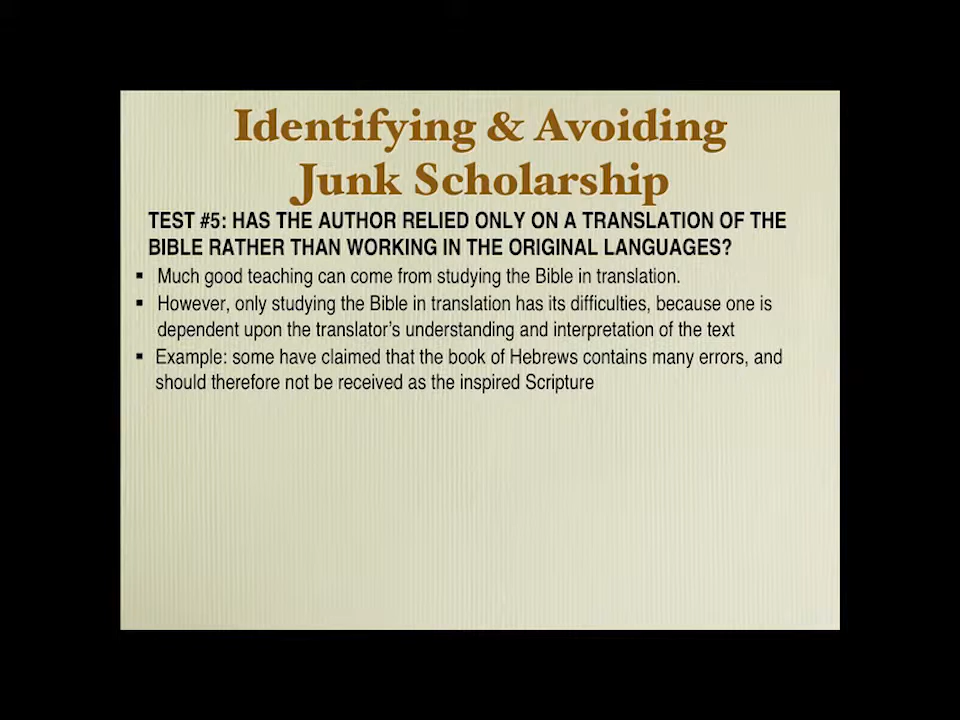 Identifying & Avoiding
Junk Scholarship
TEST #5: HAS THE AUTHOR RELIED ONLY ON A TRANSLATION OF THE
BIBLE RATHER THAN WORKING IN THE ORIGINAL LANGUAGES?
▪ Much good teaching can come from studying the Bible in translation.
▪ However, only studying the Bible in translation has its difficulties, because one is
dependent upon the translator's understanding and interpretation of the text
▪ Example: some have claimed that the book of Hebrews contains many errors, and
should therefore not be received as the inspired Scripture